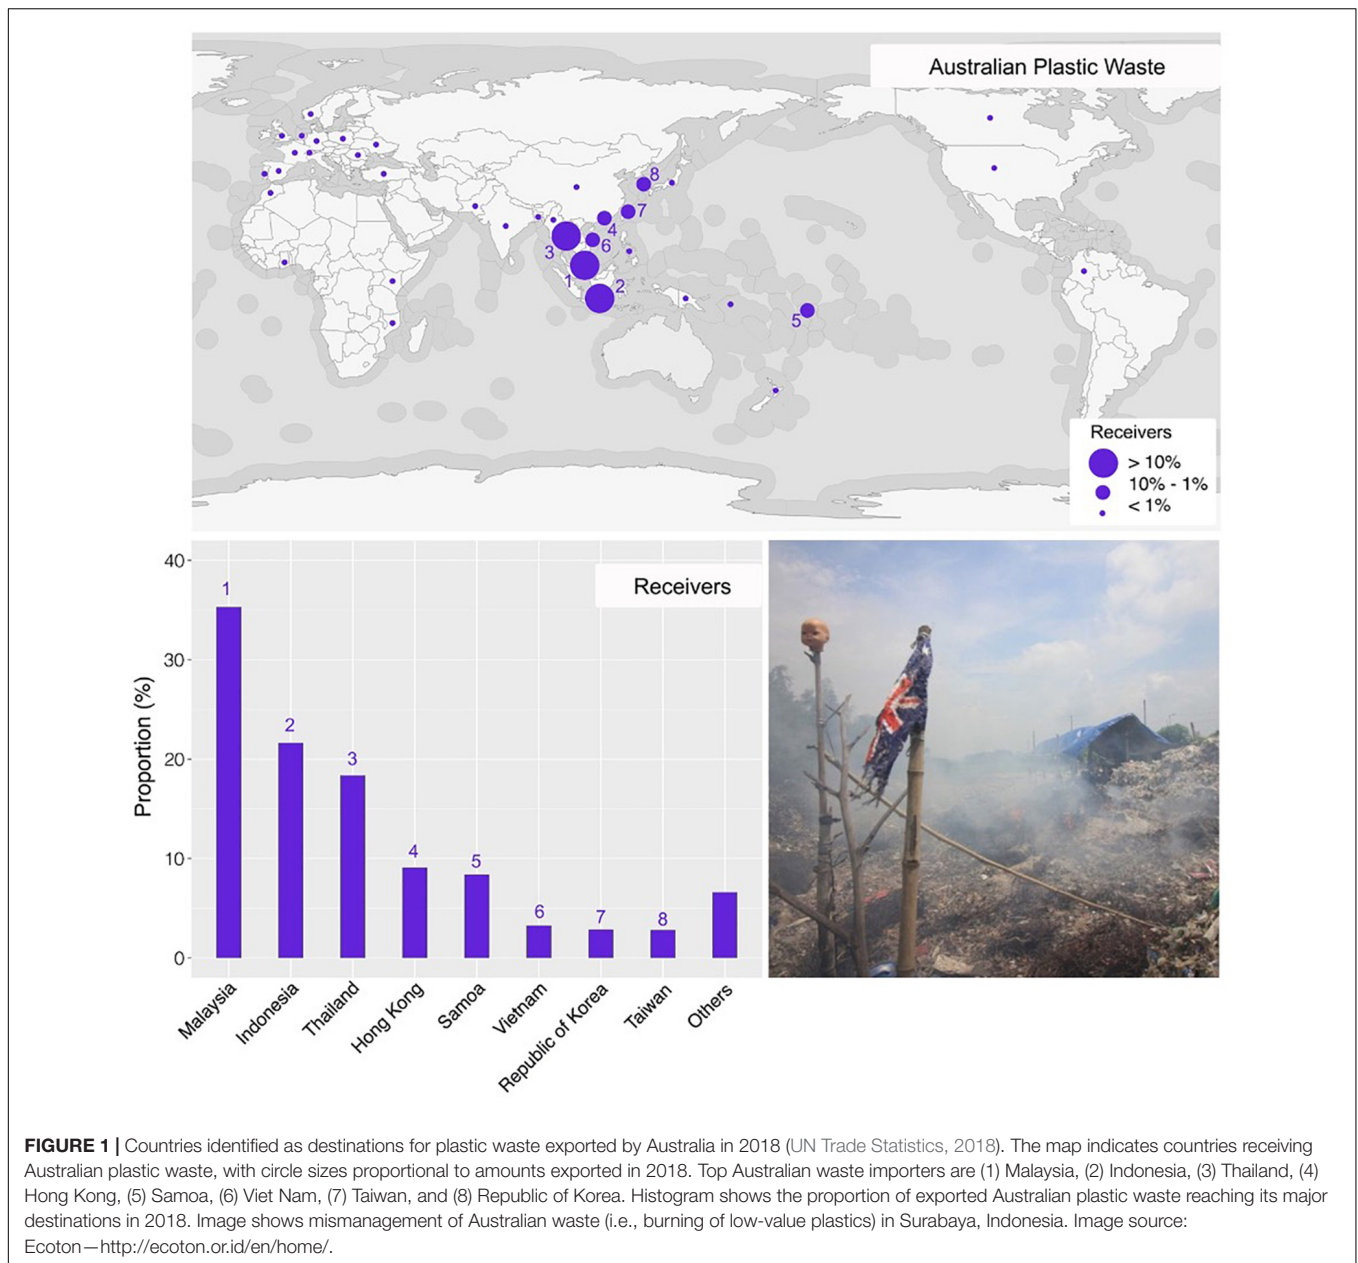 Australian Plastic Waste
8
7
4
6
3
1
2
5
Receivers
> 10%
10% - 1%
< 1%
Receivers
Proportion (%)
40
30
20
10
0
1
2
3
4
5
6
7
8
Malaysia
Indonesia
Thailand
Hong Kong
Samoa
Vietnam
Republic of Korea
Taiwan
Others
FIGURE 1 | Countries identified as destinations for plastic waste exported by Australia in 2018 (UN Trade Statistics, 2018). The map indicates countries receiving
Australian plastic waste, with circle sizes proportional to amounts exported in 2018. Top Australian waste importers are (1) Malaysia, (2) Indonesia, (3) Thailand, (4)
Hong Kong, (5) Samoa, (6) Viet Nam, (7) Taiwan, and (8) Republic of Korea. Histogram shows the proportion of exported Australian plastic waste reaching its major
destinations in 2018. Image shows mismanagement of Australian waste (i.e., burning of low-value plastics) in Surabaya, Indonesia. Image source:
Ecoton—http://ecoton.or.id/en/home/.